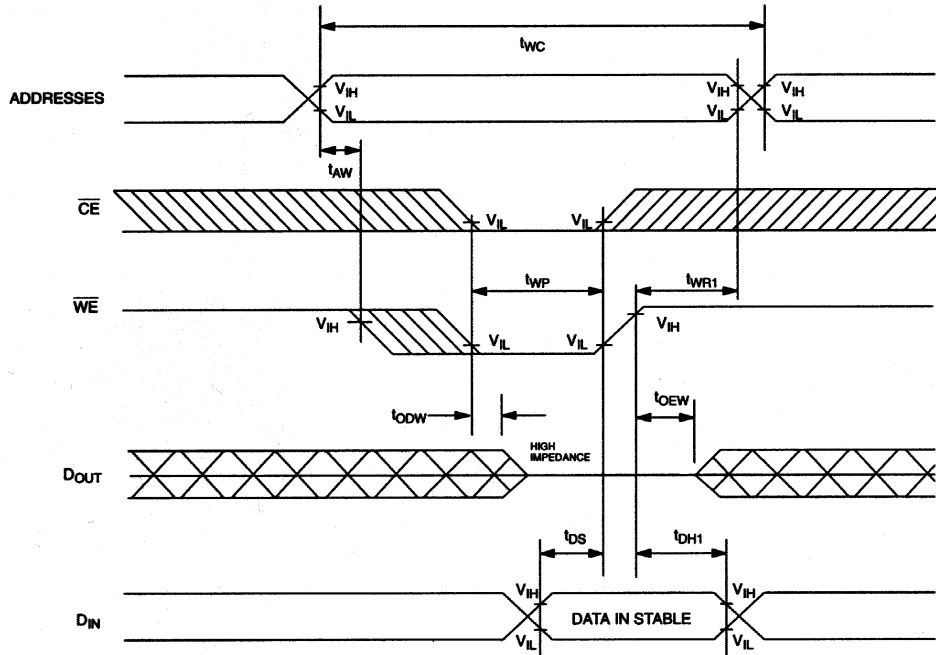 tWC
ADDRESSES
VIH
VIL
VIH
VIL
VIH
VIL
tAW
CE
VIL
VIL
tWP
tWR1
WE
VIH
VIL
VIL
VIH
tODW
tOEW
HIGH
IMPEDANCE
DOUT
tDS
tDH1
VIH
VIH
DIN
DATA IN STABLE
VIL
VIL